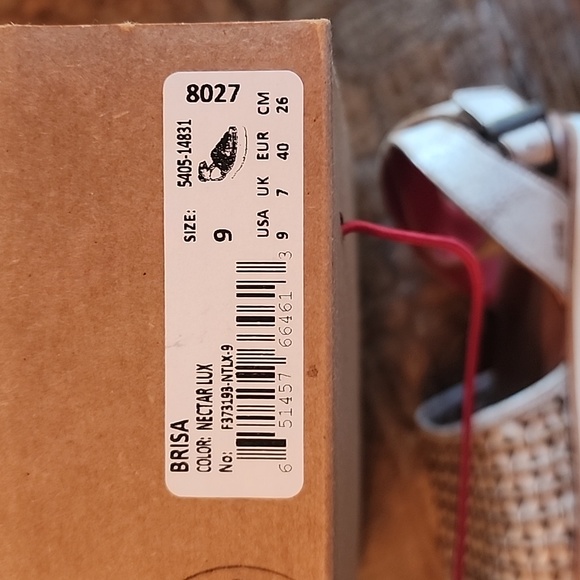 BRISA
COLOR: NECTAR LUX
No: F373193-NTLX-9
6 51457 66461 3
SIZE: 5405-14831
9
8027
USA UK EUR CM
9 7 40 26